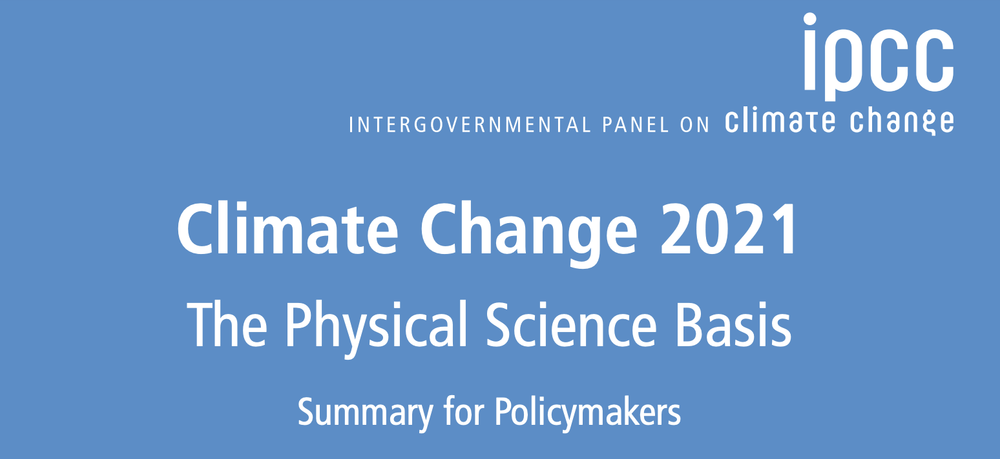 ipcc
INTERGOVERNMENTAL PANEL ON climate change
Climate Change 2021
The Physical Science Basis
Summary for Policymakers